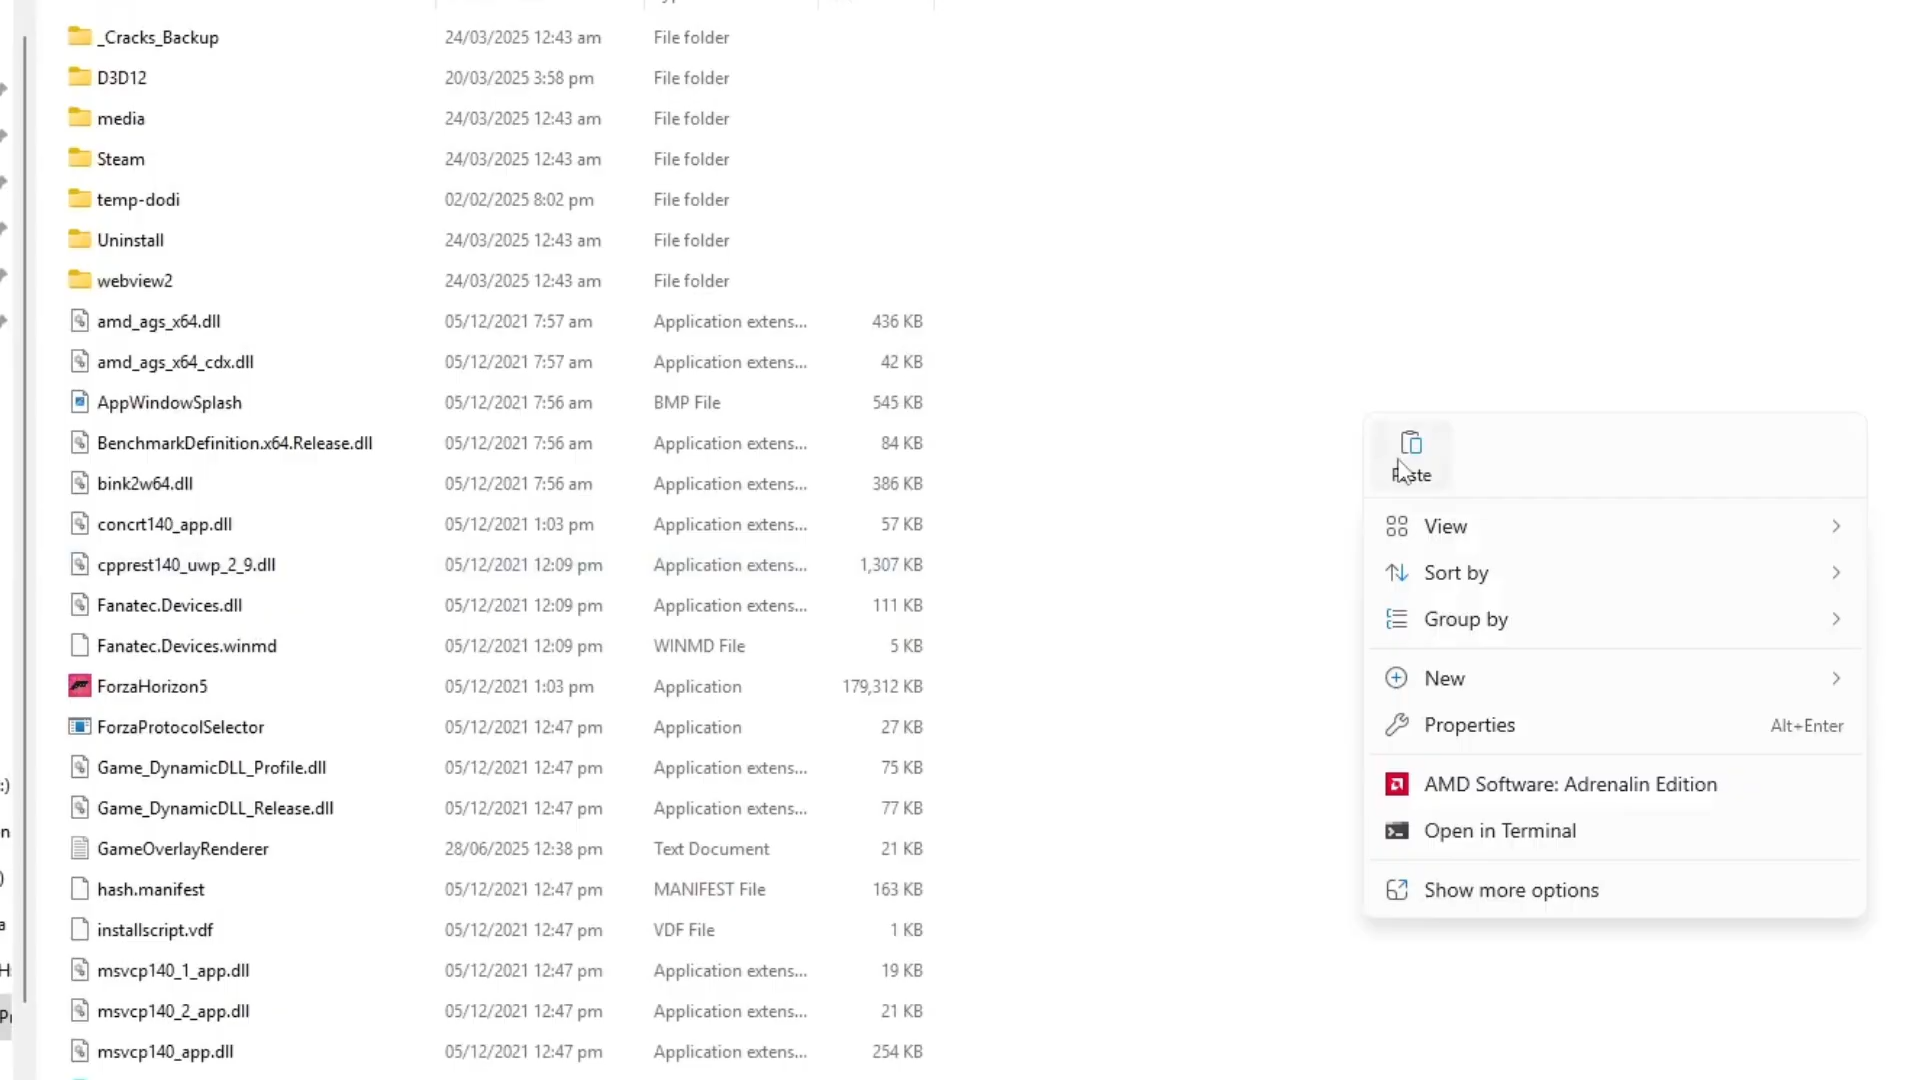 _Cracks_Backup 24/03/2025 12:43 am File folder
D3D12 20/03/2025 3:58 pm File folder
media 24/03/2025 12:43 am File folder
Steam 24/03/2025 12:43 am File folder
temp-dodi 02/02/2025 8:02 pm File folder
Uninstall 24/03/2025 12:43 am File folder
webview2 24/03/2025 12:43 am File folder
amd_ags_x64.dll 05/12/2021 7:57 am Application extens... 436 KB
amd_ags_x64_cdx.dll 05/12/2021 7:57 am Application extens... 42 KB
AppWindowSplash 05/12/2021 7:56 am BMP File 545 KB
BenchmarkDefinition.x64.Release.dll 05/12/2021 7:56 am Application extens... 84 KB
bink2w64.dll 05/12/2021 7:56 am Application extens... 386 KB
concrt140_app.dll 05/12/2021 1:03 pm Application extens... 57 KB
cpprest140_uwp_2_9.dll 05/12/2021 12:09 pm Application extens... 1,307 KB
Fanatec.Devices.dll 05/12/2021 12:09 pm Application extens... 111 KB
Fanatec.Devices.winmd 05/12/2021 12:09 pm WINMD File 5 KB
ForzaHorizon5 05/12/2021 1:03 pm Application 179,312 KB
ForzaProtocolSelector 05/12/2021 12:47 pm Application 27 KB
Game_DynamicDLL_Profile.dll 05/12/2021 12:47 pm Application extens... 75 KB
Game_DynamicDLL_Release.dll 05/12/2021 12:47 pm Application extens... 77 KB
GameOverlayRenderer 28/06/2025 12:38 pm Text Document 21 KB
hash.manifest 05/12/2021 12:47 pm MANIFEST File 163 KB
installscript.vdf 05/12/2021 12:47 pm VDF File 1 KB
msvcp140_1_app.dll 05/12/2021 12:47 pm Application extens... 19 KB
msvcp140_2_app.dll 05/12/2021 12:47 pm Application extens... 21 KB
msvcp140_app.dll 05/12/2021 12:47 pm Application extens... 254 KB
Paste
View
Sort by
Group by
New
Properties Alt+Enter
AMD Software: Adrenalin Edition
Open in Terminal
Show more options